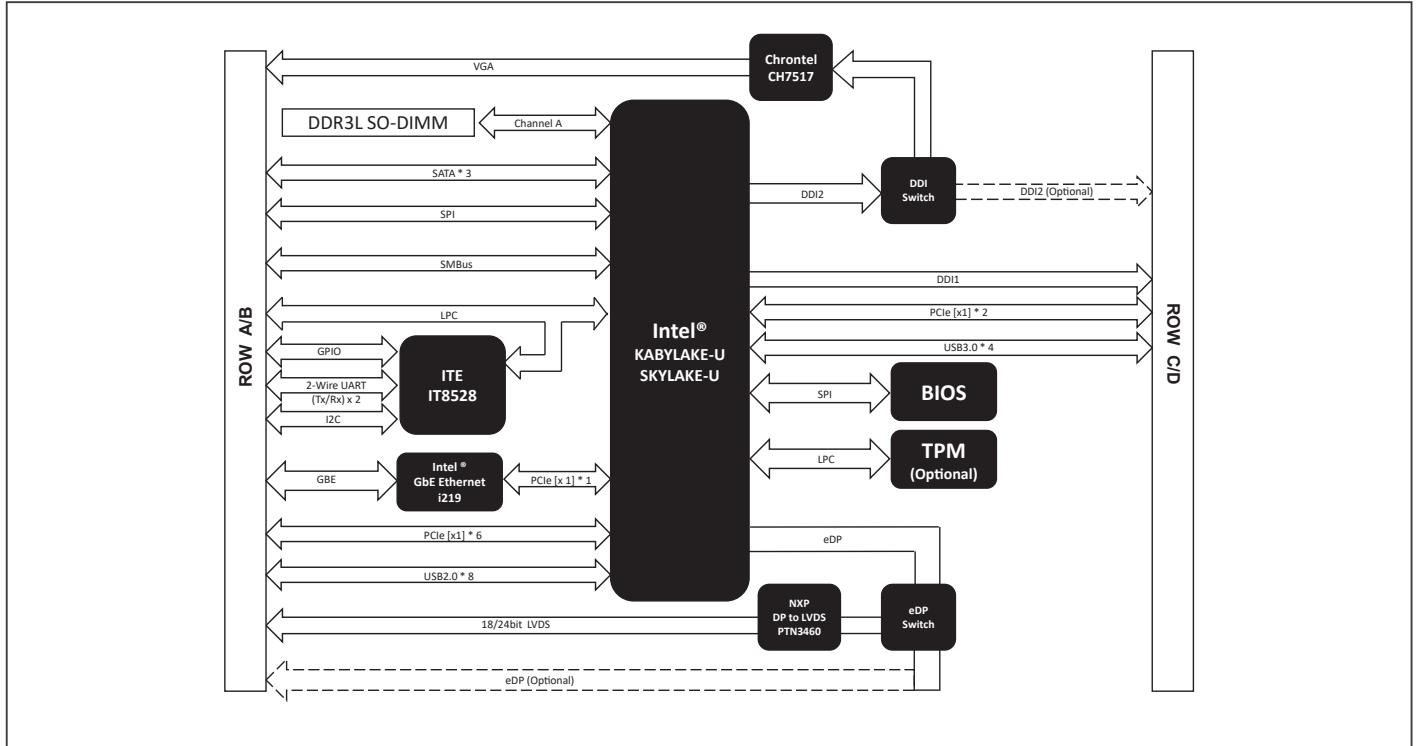 Chrontel
CH7517
VGA
DDR3L SO-DIMM
Channel A
SATA * 3
DDI2
DDI
Switch
DDI2 (Optional)
SPI
SMBus
DDI1
LPC
PCIe [x1] * 2
ROW A/B
Intel®
KABYLAKE-U
SKYLAKE-U
ROW C/D
USB3.0 * 4
GPIO
ITE
IT8528
2-Wire UART
(Tx/Rx) x 2
I2C
SPI
BIOS
LPC
TPM
(Optional)
GBE
Intel ®
GbE Ethernet
i219
PCIe [x 1] * 1
PCIe [x1] * 6
eDP
USB2.0 * 8
18/24bit LVDS
NXP
DP to LVDS
PTN3460
eDP
Switch
eDP (Optional)